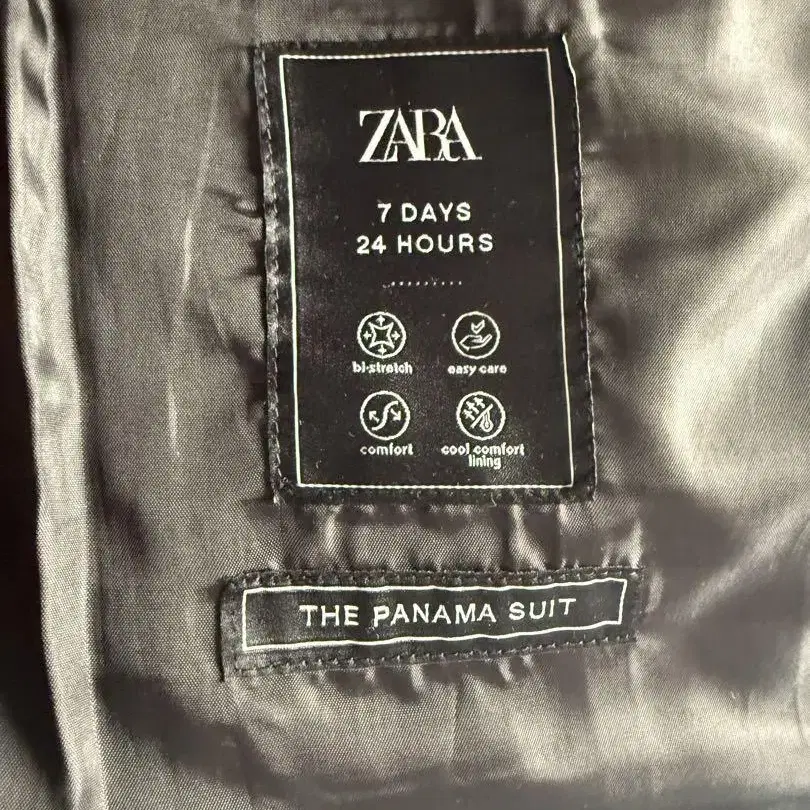 ZARA
7 DAYS
24 HOURS
bi-stretch
easy care
comfort
cool comfort
lining
THE PANAMA SUIT